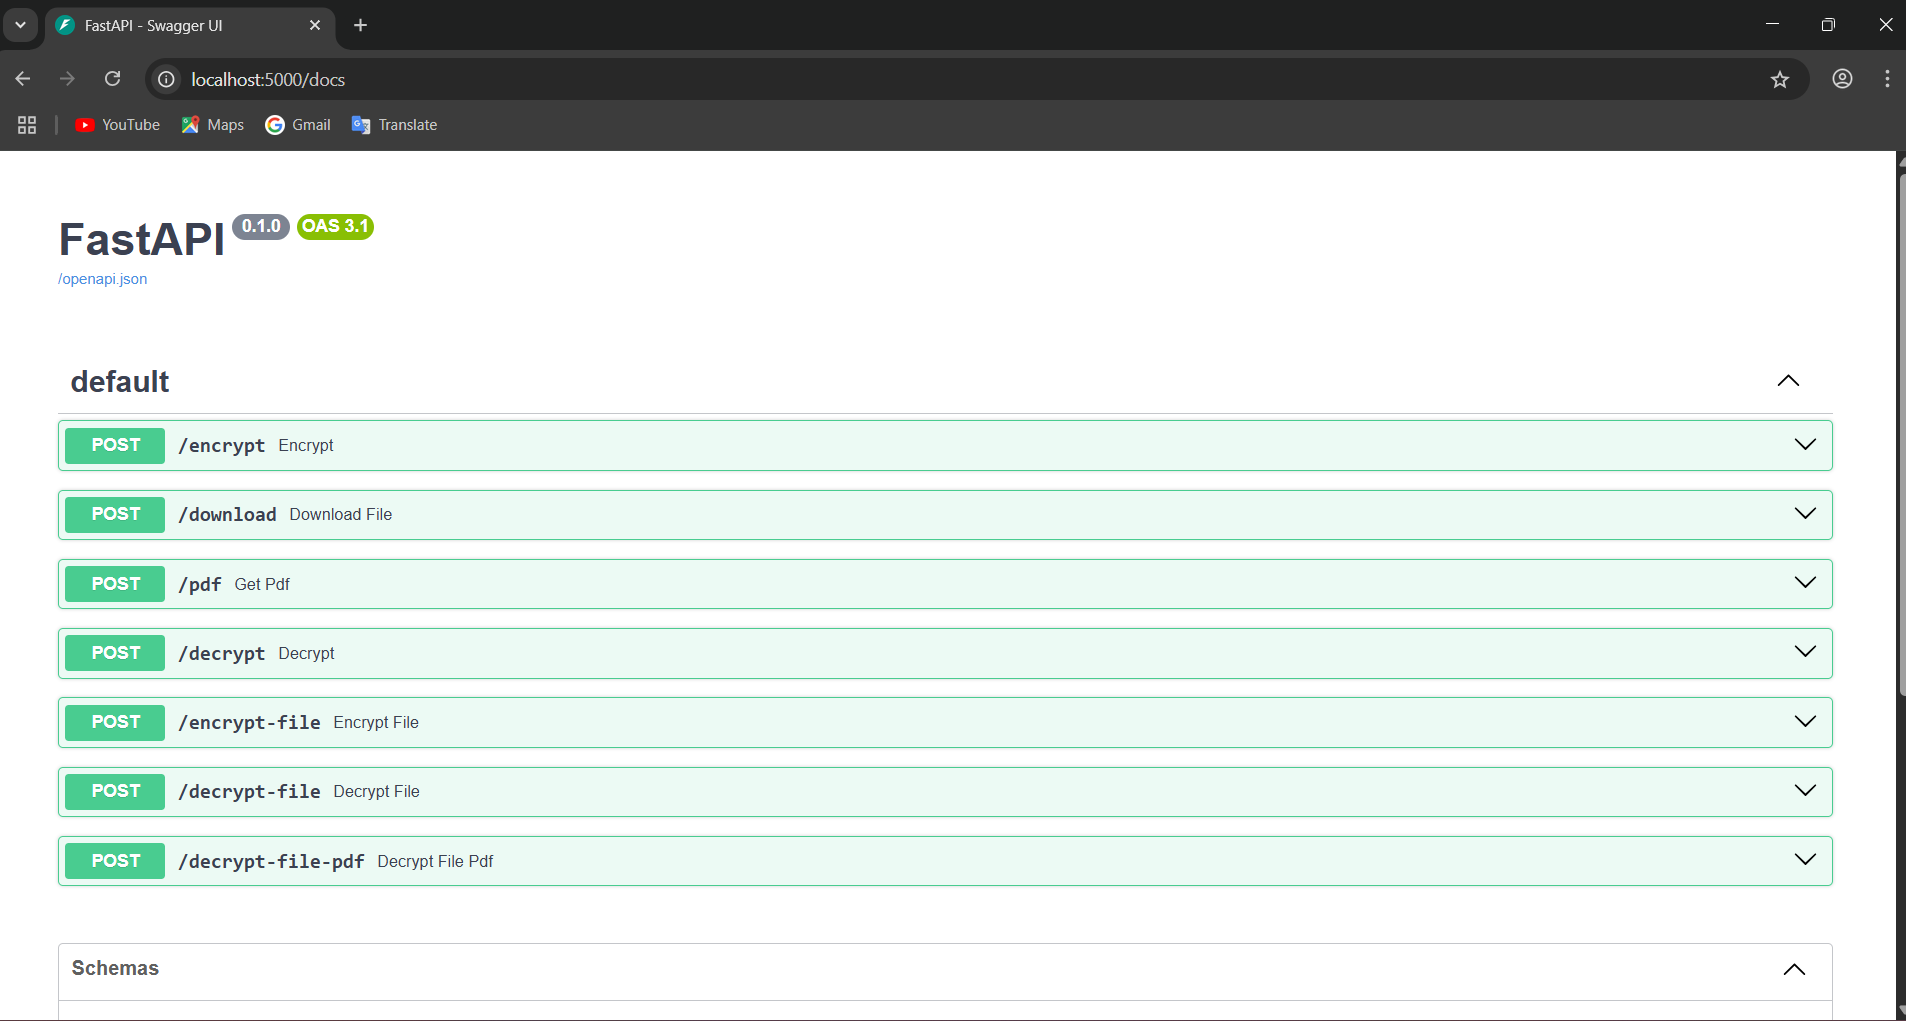 FastAPI - Swagger UI
localhost:5000/docs
YouTube Maps Gmail Translate
FastAPI 0.1.0 OAS 3.1
/openapi.json
default
POST /encrypt Encrypt
POST /download Download File
POST /pdf Get Pdf
POST /decrypt Decrypt
POST /encrypt-file Encrypt File
POST /decrypt-file Decrypt File
POST /decrypt-file-pdf Decrypt File Pdf
Schemas